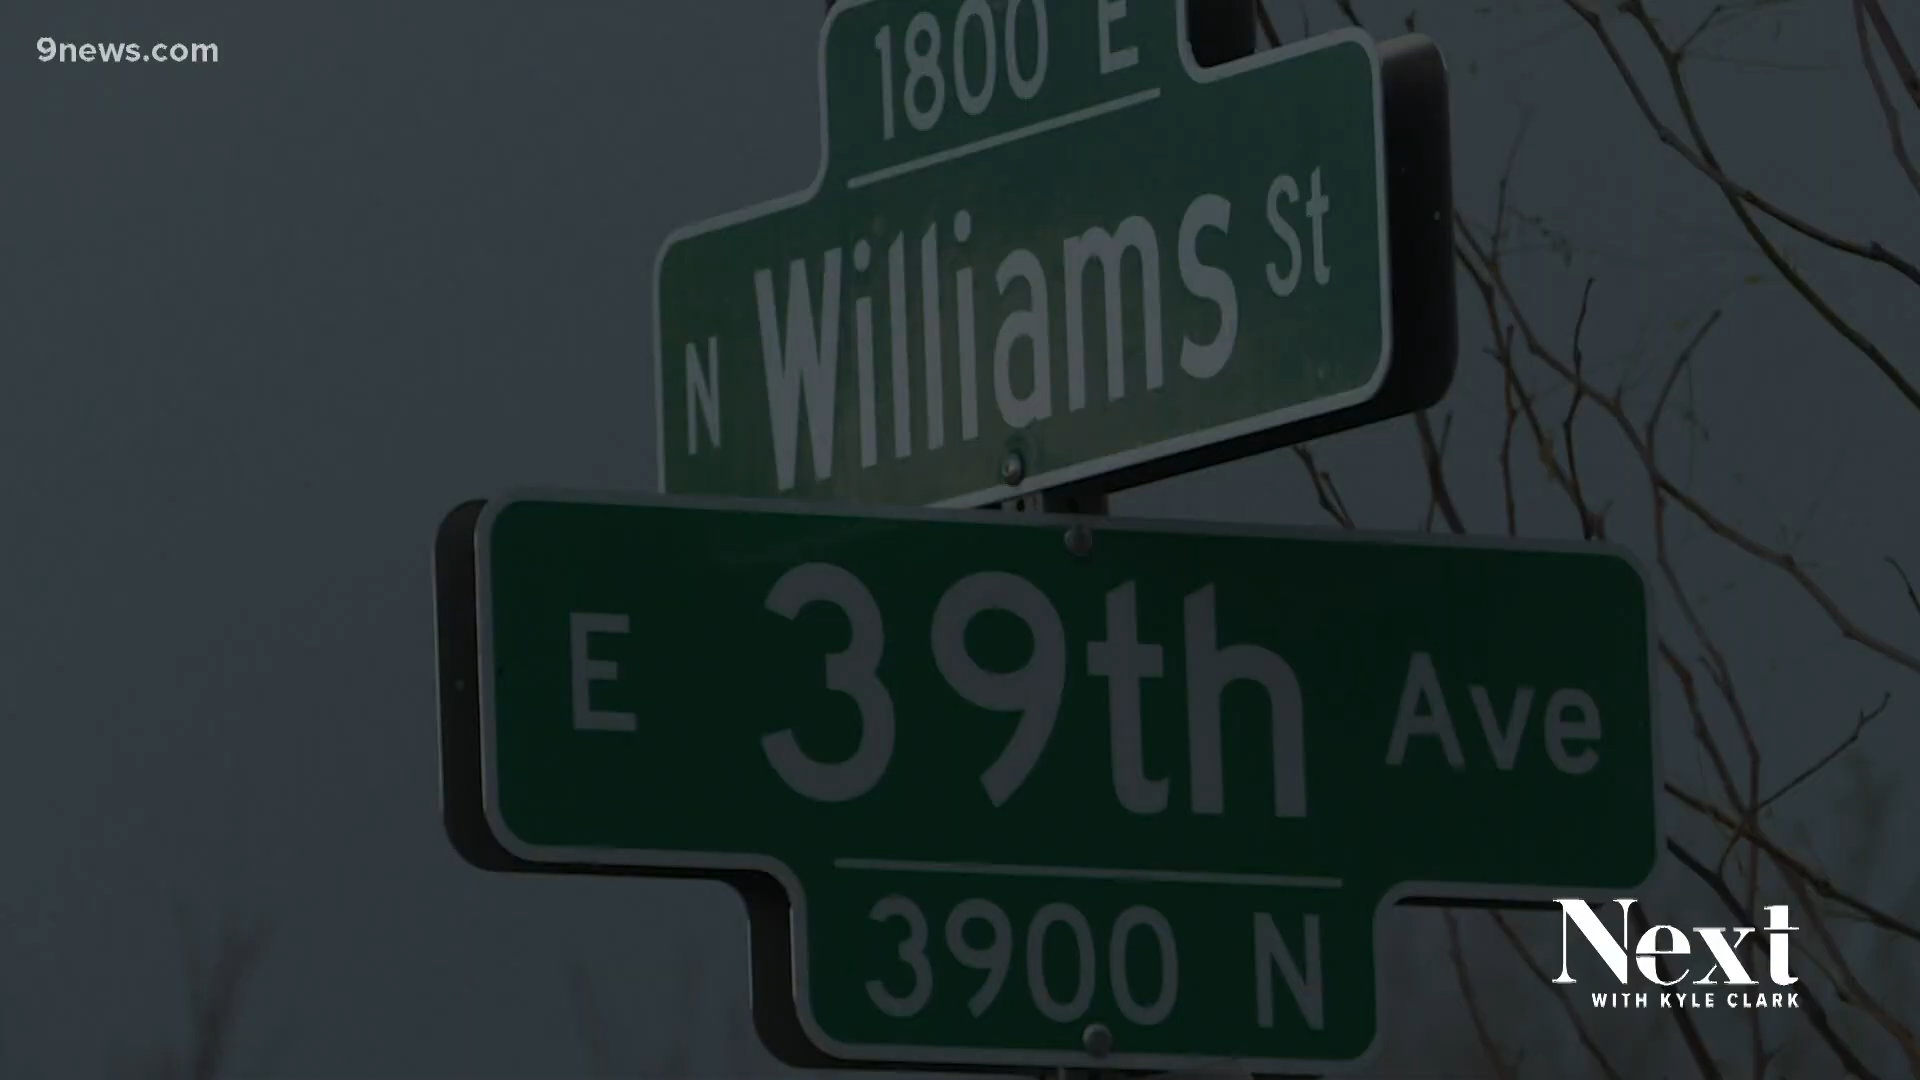 9news.com
1800 E
N Williams St
E 39th Ave
3900 N
Next
WITH KYLE CLARK